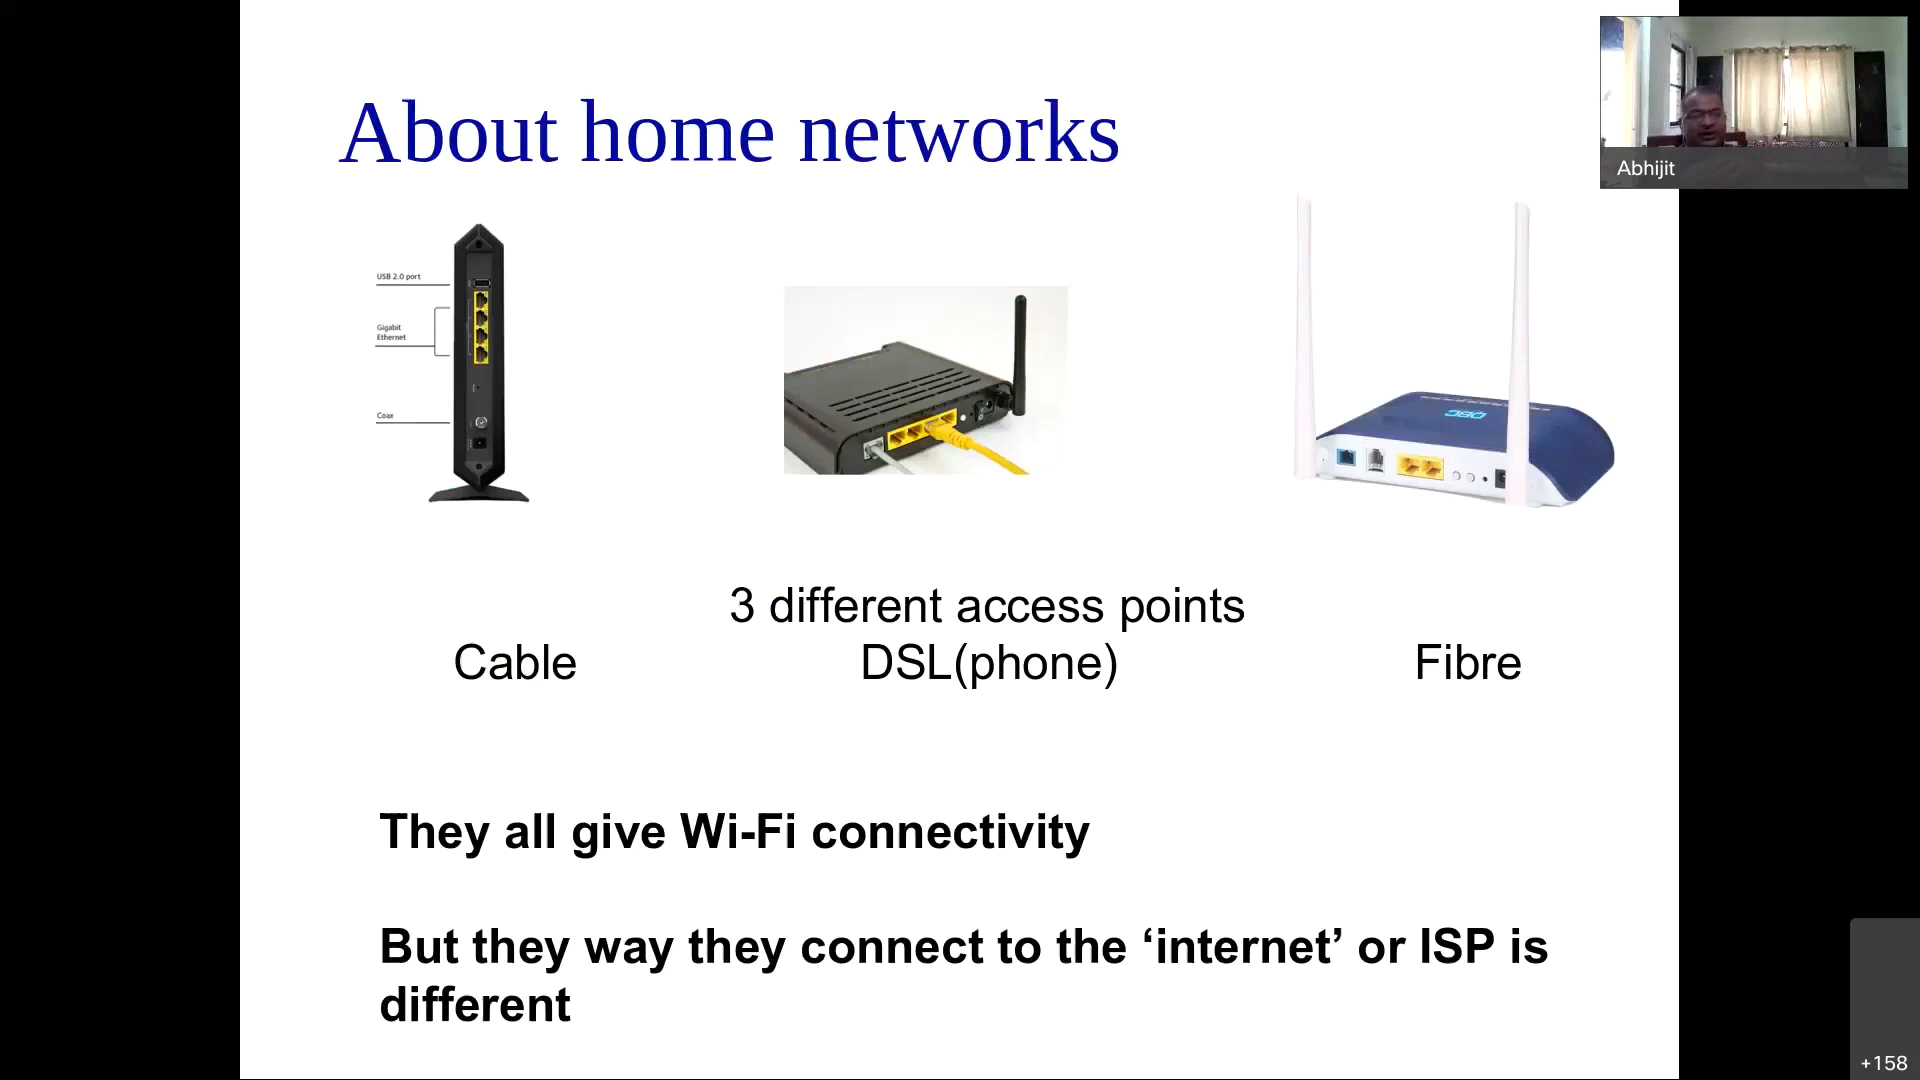 About home networks
Abhijit
USB 2.0 port
Gigabit
Ethernet
Coax
DBC
3 different access points
Cable DSL(phone) Fibre
They all give Wi-Fi connectivity
But they way they connect to the ‘internet’ or ISP is
different
+158